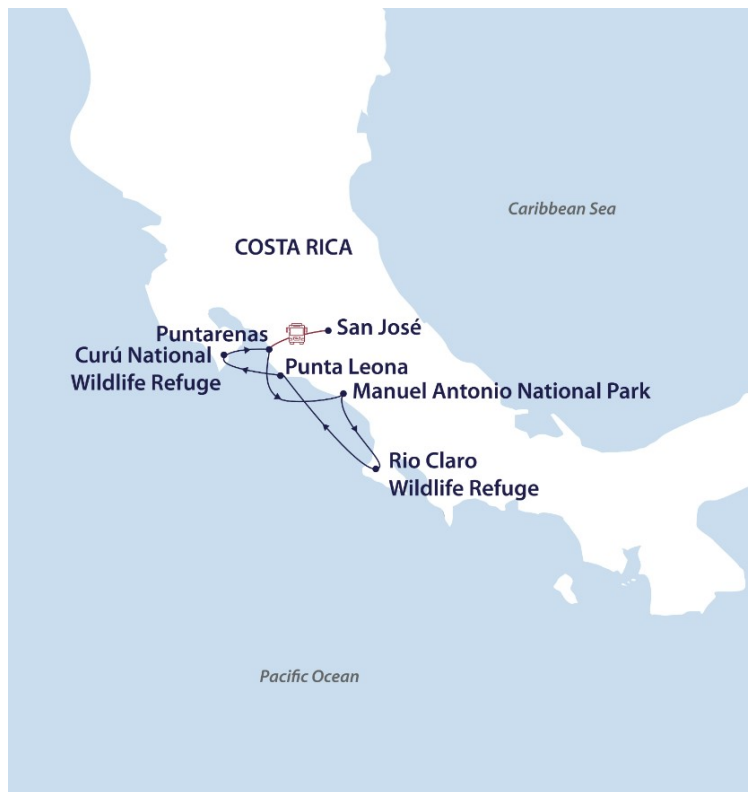 Caribbean Sea
COSTA RICA
San José
Puntarenas
Curú National
Wildlife Refuge
Punta Leona
Manuel Antonio National Park
Rio Claro
Wildlife Refuge
Pacific Ocean